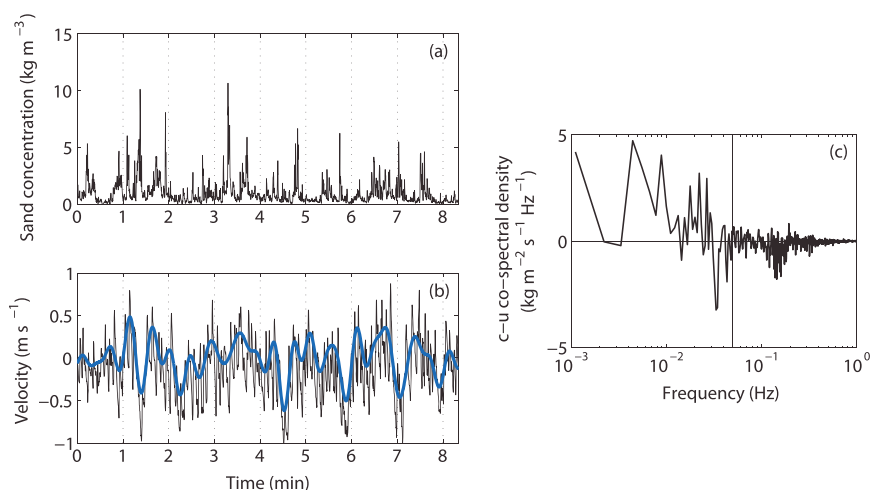 Sand concentration (kg m⁻³)
15
10
5
0
0 1 2 3 4 5 6 7 8
(a)
Velocity (m s⁻¹)
1
0.5
0
−0.5
−1
0 1 2 3 4 5 6 7 8
(b)
Time (min)
c−u co−spectral density
(kg m⁻² s⁻¹ Hz⁻¹)
5
0
−5
10⁻³ 10⁻² 10⁻¹ 10⁰
(c)
Frequency (Hz)